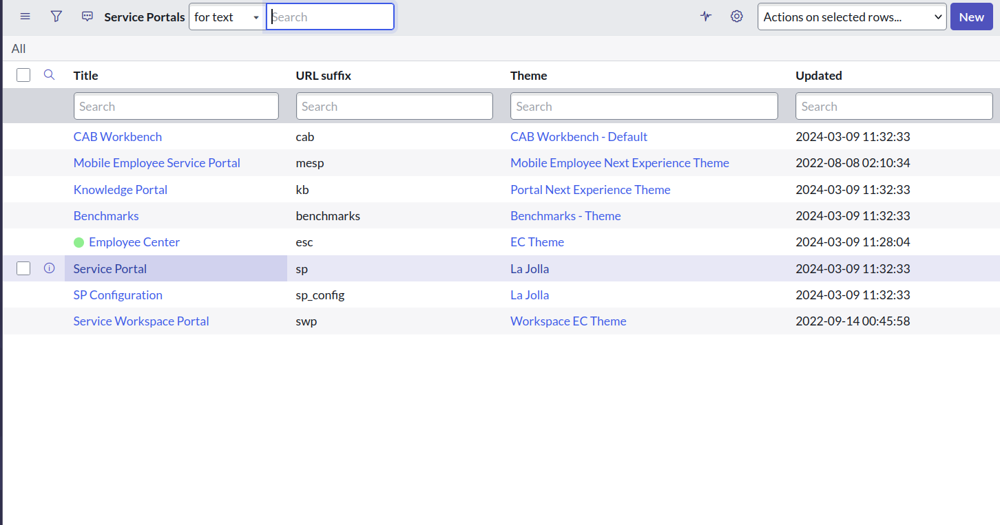 Service Portals for text Search Actions on selected rows... New
All
Title URL suffix Theme Updated
Search Search Search Search
CAB Workbench cab CAB Workbench - Default 2024-03-09 11:32:33
Mobile Employee Service Portal mesp Mobile Employee Next Experience Theme 2022-08-08 02:10:34
Knowledge Portal kb Portal Next Experience Theme 2024-03-09 11:32:33
Benchmarks benchmarks Benchmarks - Theme 2024-03-09 11:32:33
Employee Center esc EC Theme 2024-03-09 11:28:04
Service Portal sp La Jolla 2024-03-09 11:32:33
SP Configuration sp_config La Jolla 2024-03-09 11:32:33
Service Workspace Portal swp Workspace EC Theme 2022-09-14 00:45:58